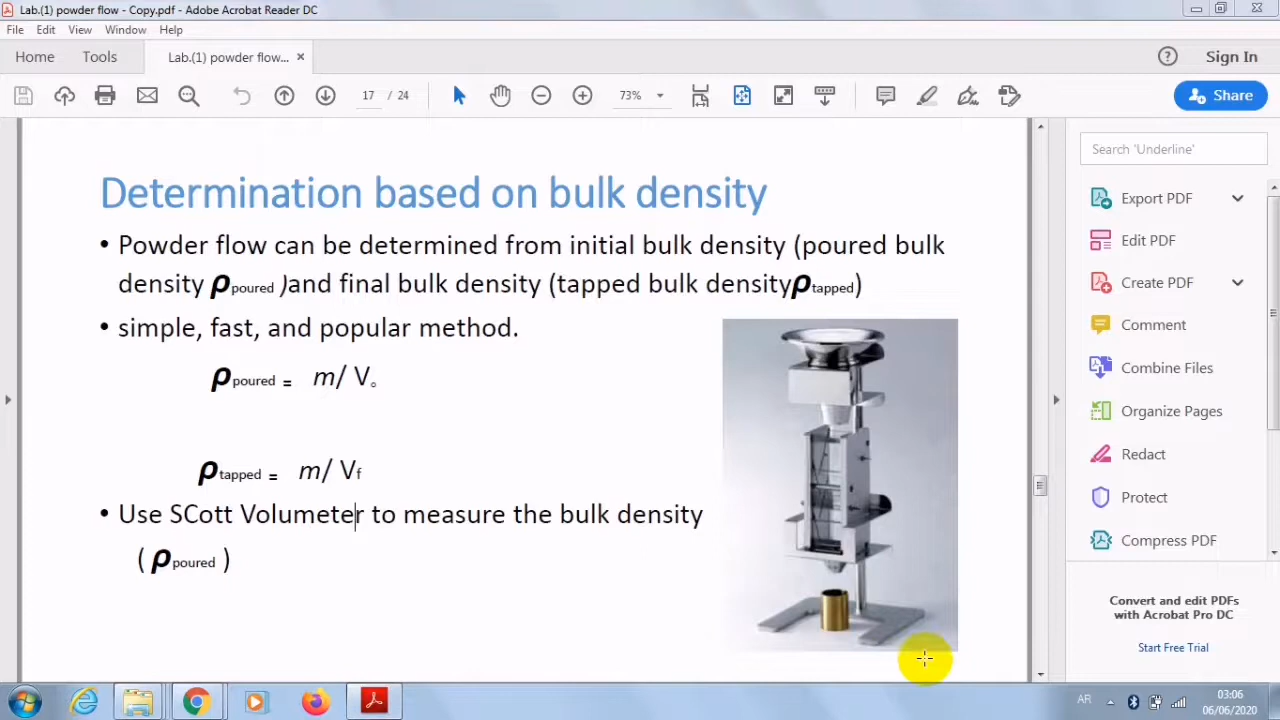 Lab.(1) powder flow - Copy.pdf - Adobe Acrobat Reader DC
File Edit View Window Help
Home Tools Lab.(1) powder flow... × Sign In
17 / 24 73% Share
Determination based on bulk density
• Powder flow can be determined from initial bulk density (poured bulk
density ρpoured )and final bulk density (tapped bulk densityρtapped)
• simple, fast, and popular method.
ρpoured = m/ V。
ρtapped = m/ Vf
• Use SCott Volumeter to measure the bulk density
( ρpoured )
Search 'Underline'
Export PDF
Edit PDF
Create PDF
Comment
Combine Files
Organize Pages
Redact
Protect
Compress PDF
Convert and edit PDFs
with Acrobat Pro DC
Start Free Trial
AR
03:06
06/06/2020